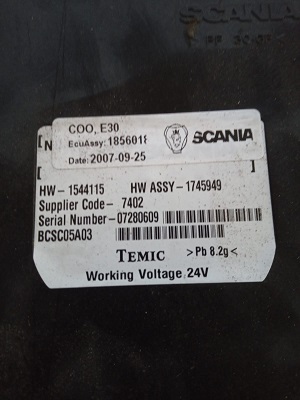 SCANIA
COO, E30
EcuAssy: 1856018
Date: 2007-09-25
SCANIA
[N
[
]
HW- 1544115 HW ASSY-1745949
Supplier Code- 7402
Serial Number-07280609
BCSC05A03
TEMIC >Pb 8.2g<
Working Voltage 24V